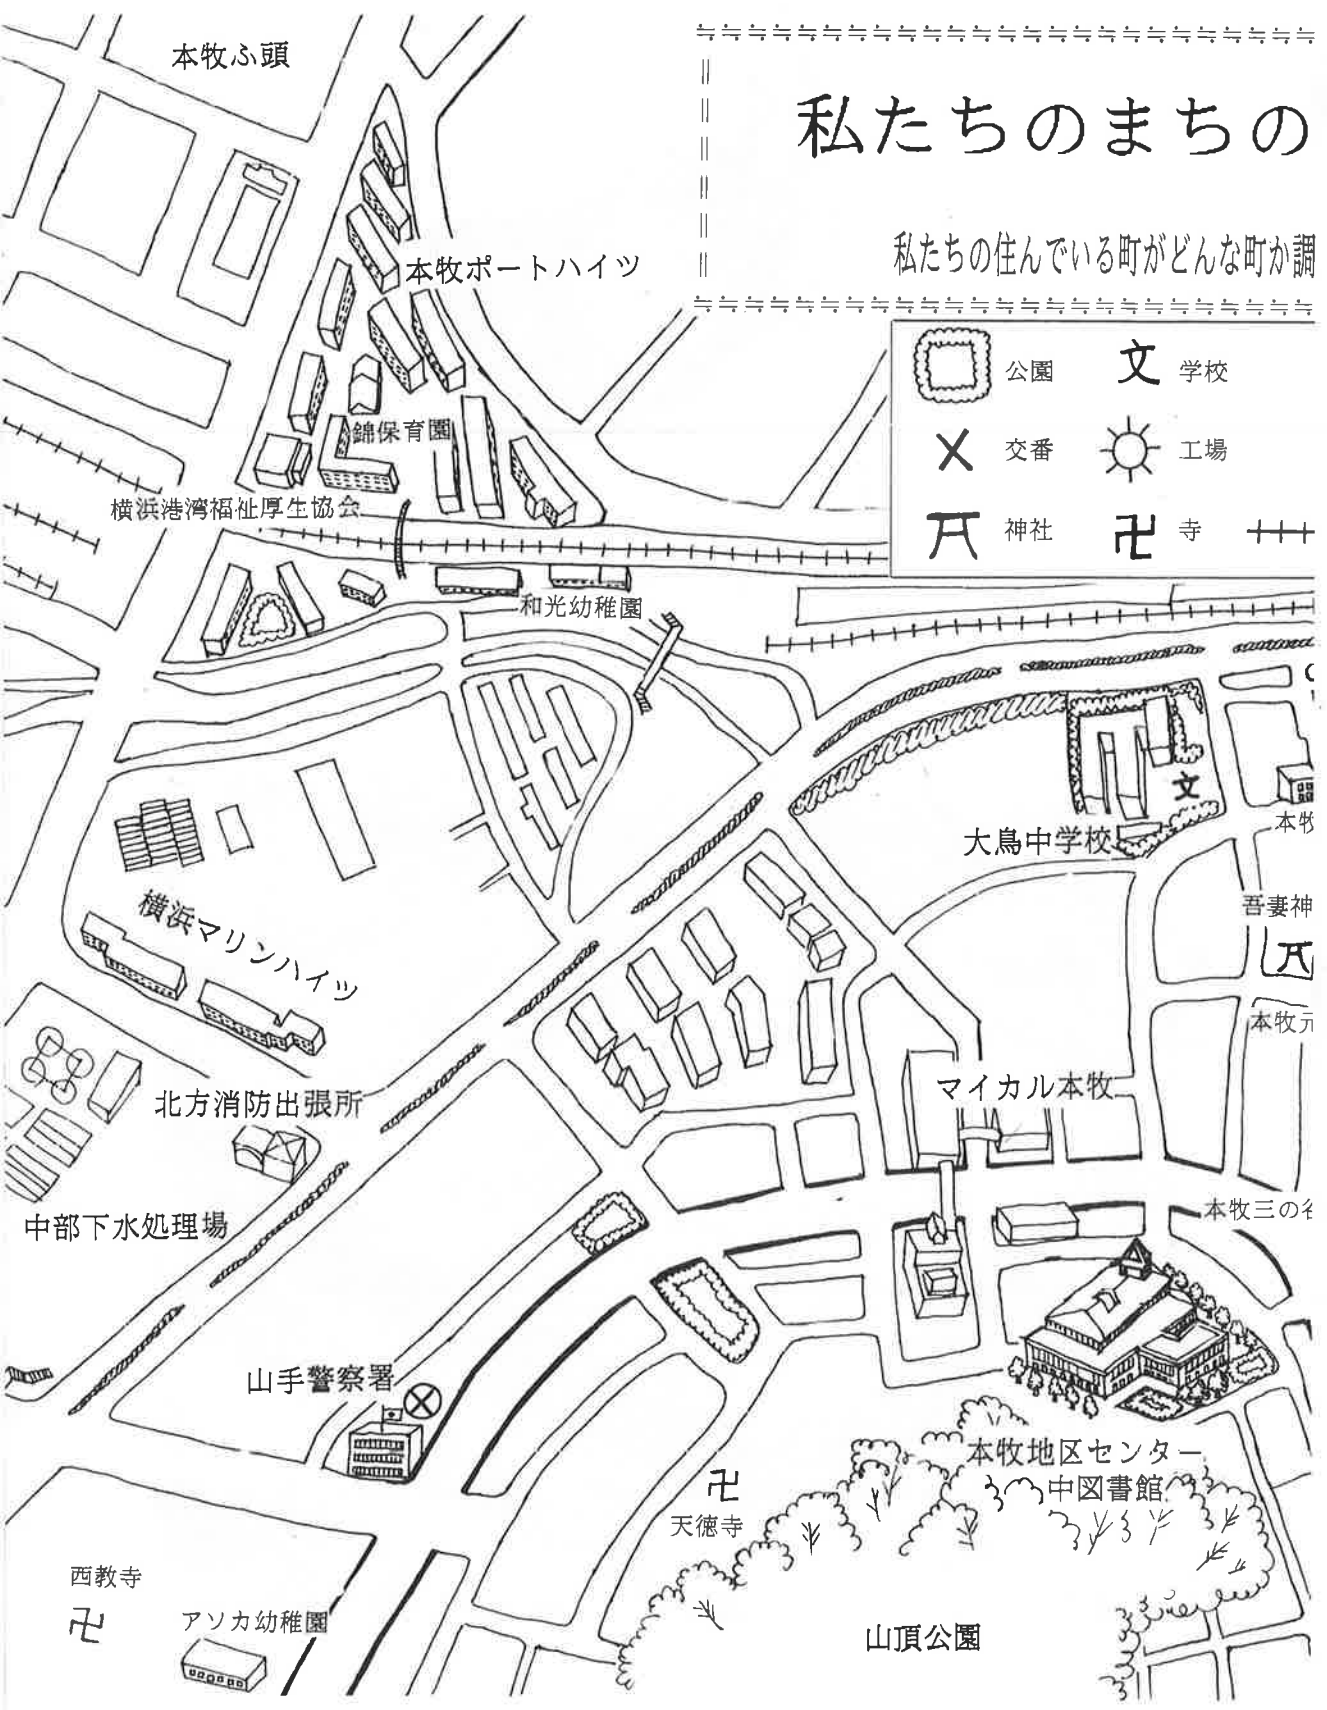 本牧ふ頭
私たちのまちの
私たちの住んでいる町がどんな町か調
本牧ポートハイツ
公園 文 学校
交番 工場
神社 寺
錦保育園
横浜港湾福祉厚生協会
和光幼稚園
文
大鳥中学校
本牧
吾妻神
横浜マリンハイツ
本牧元
マイカル本牧
北方消防出張所
中部下水処理場
本牧三の谷
山手警察署
本牧地区センター
中図書館
天徳寺
西教寺
アソカ幼稚園
山頂公園